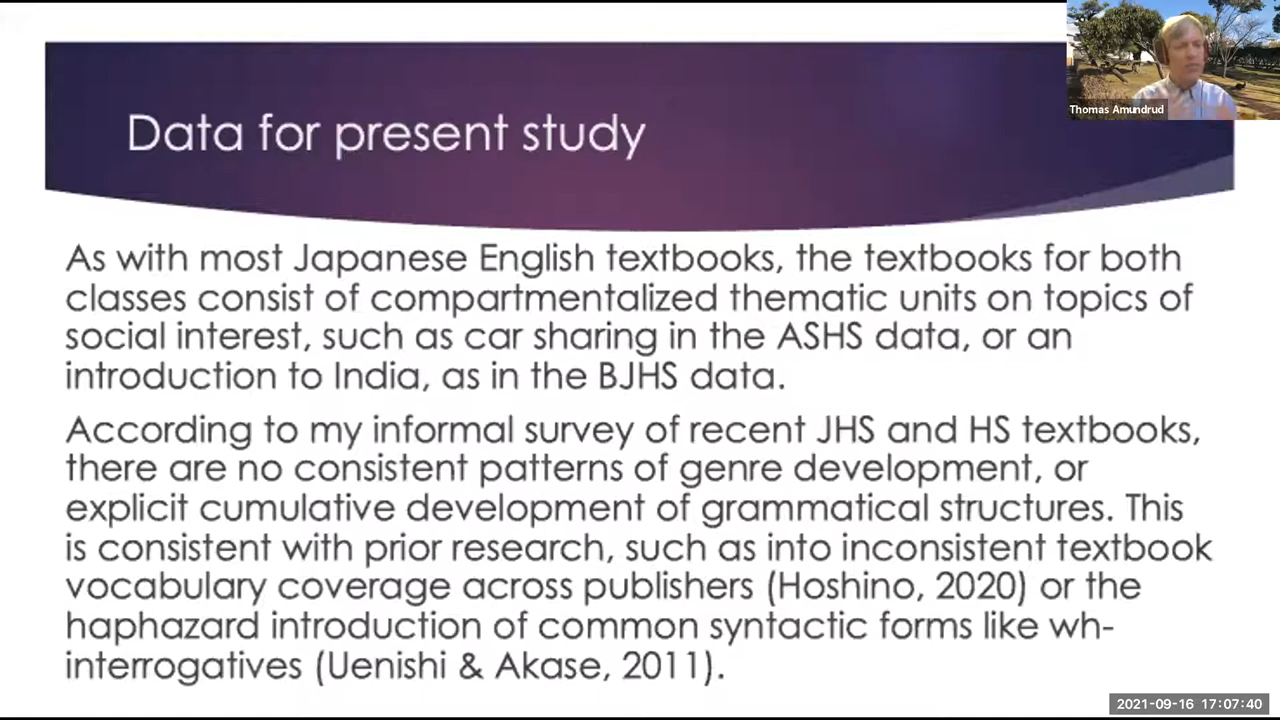 Thomas Amundrud
Data for present study
As with most Japanese English textbooks, the textbooks for both
classes consist of compartmentalized thematic units on topics of
social interest, such as car sharing in the ASHS data, or an
introduction to India, as in the BJHS data.
According to my informal survey of recent JHS and HS textbooks,
there are no consistent patterns of genre development, or
explicit cumulative development of grammatical structures. This
is consistent with prior research, such as into inconsistent textbook
vocabulary coverage across publishers (Hoshino, 2020) or the
haphazard introduction of common syntactic forms like wh-
interrogatives (Uenishi & Akase, 2011).
2021-09-16 17:07:40